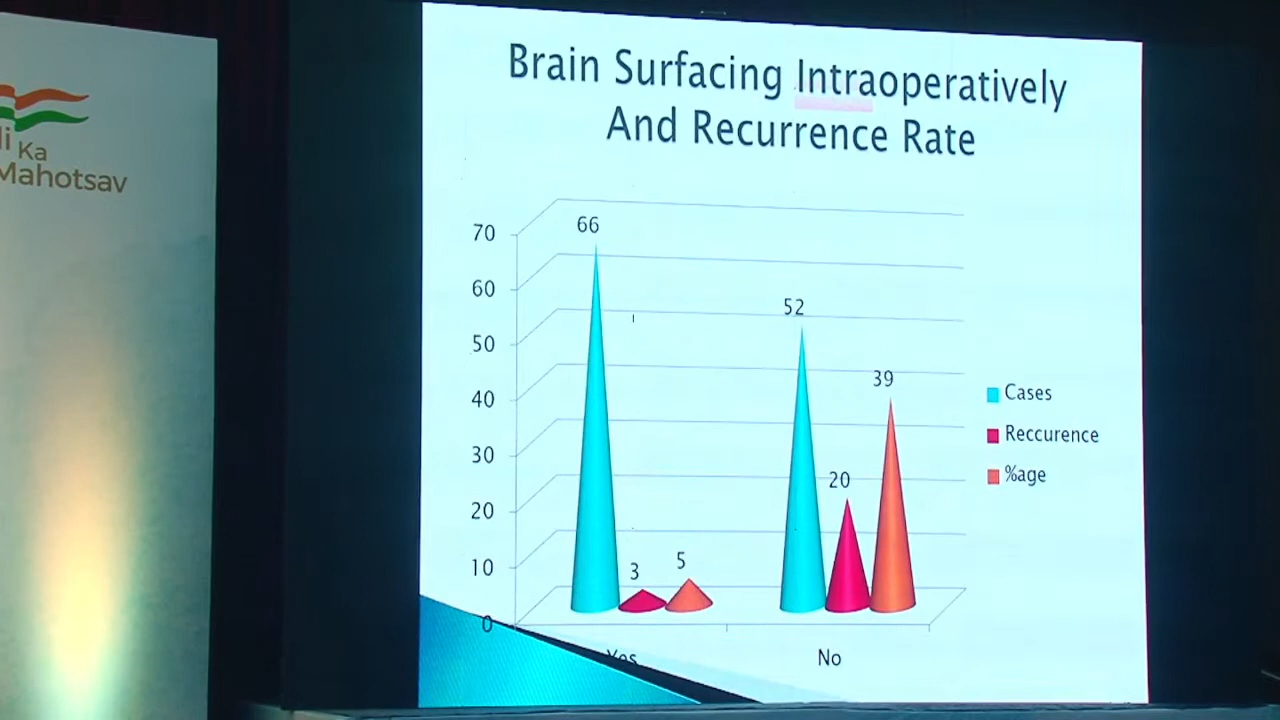 Ka
Mahotsav
Brain Surfacing Intraoperatively
And Recurrence Rate
70
60
50
40
30
20
10
0
66
3
5
52
20
39
Yes
No
Cases
Reccurence
%age